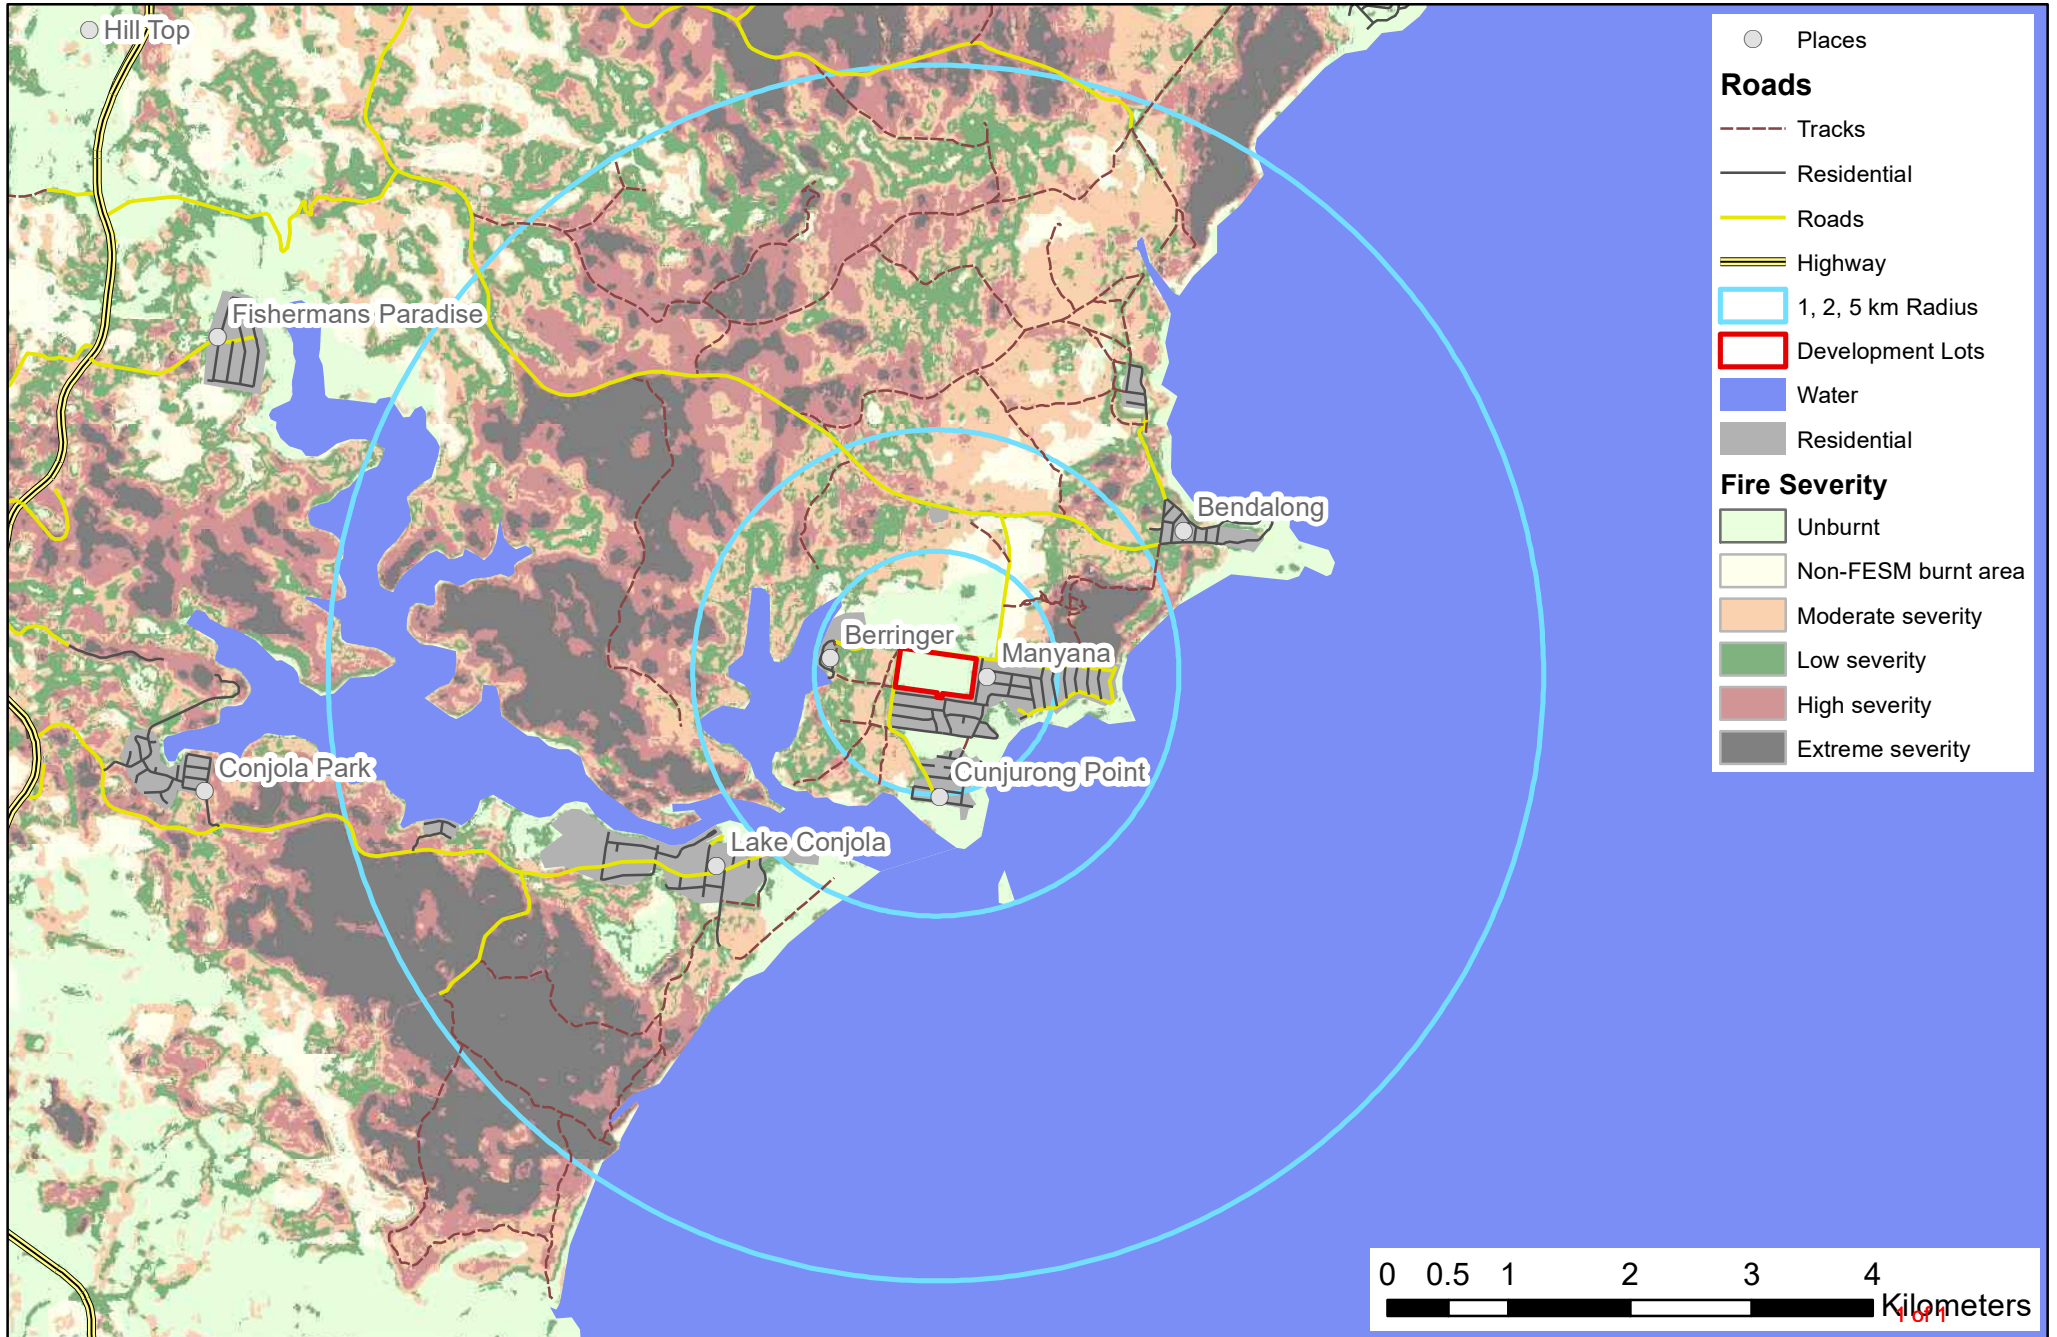 Hill Top
Fishermans Paradise
Bendalong
Berringer
Manyana
Conjola Park
Cunjurong Point
Lake Conjola
Places
Roads
Tracks
Residential
Roads
Highway
1, 2, 5 km Radius
Development Lots
Water
Residential
Fire Severity
Unburnt
Non-FESM burnt area
Moderate severity
Low severity
High severity
Extreme severity
0 0.5 1 2 3 4
Kilometers
1 of 1